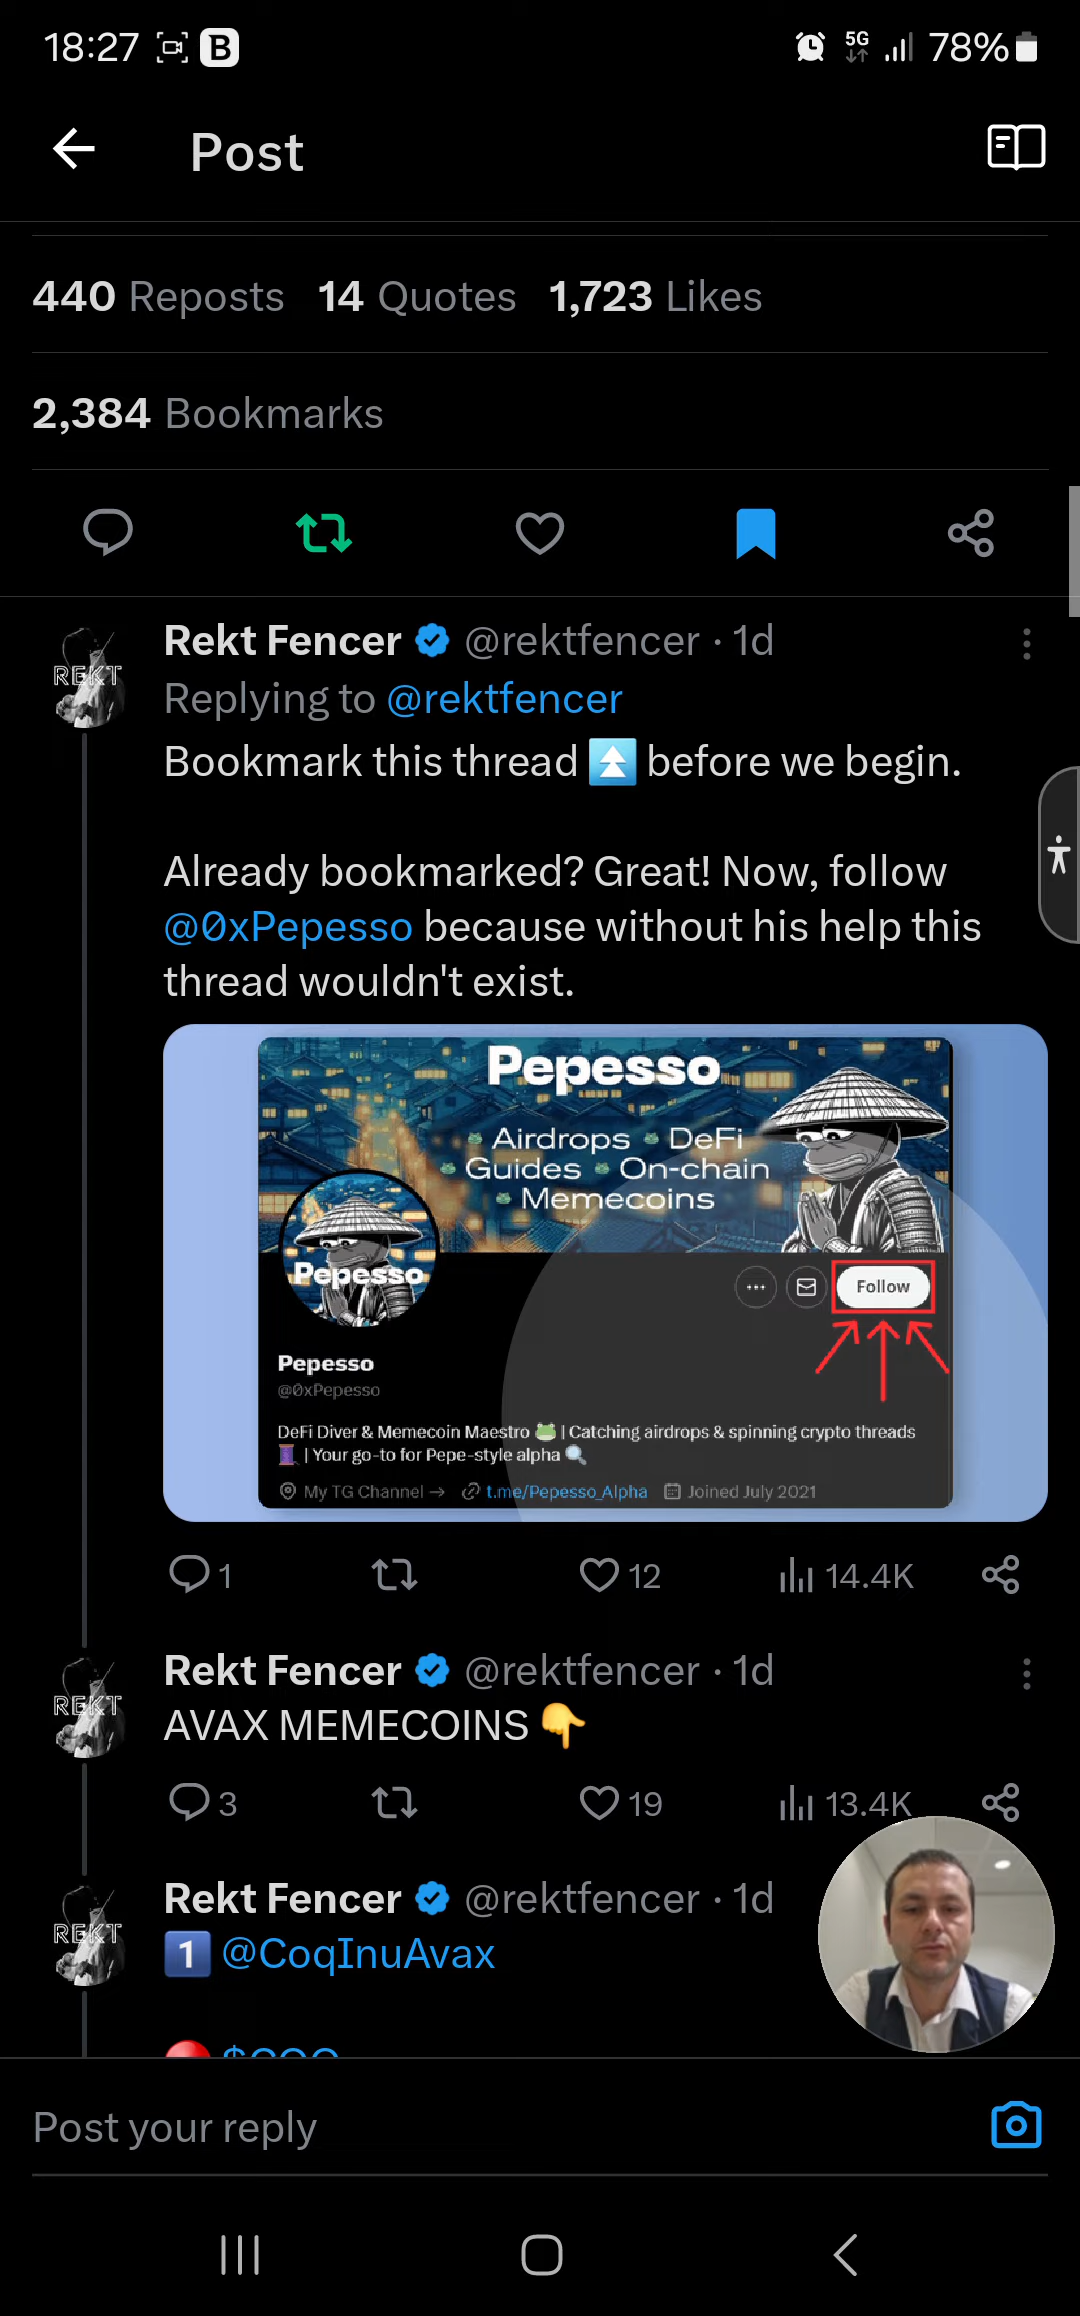 18:27 B 5G 78%
Post
440 Reposts 14 Quotes 1,723 Likes
2,384 Bookmarks
Rekt Fencer @rektfencer · 1d
REKT
Replying to @rektfencer
Bookmark this thread ⏫ before we begin.
Already bookmarked? Great! Now, follow
@0xPepesso because without his help this
thread wouldn't exist.
Pepesso
Airdrops DeFi
Guides On-chain
Memecoins
Pepesso
Follow
Pepesso
@0xPepesso
DeFi Diver & Memecoin Maestro 🐸 | Catching airdrops & spinning crypto threads
🧵 | Your go-to for Pepe-style alpha 🔍
My TG Channel → t.me/Pepesso_Alpha Joined July 2021
1 12 14.4K
Rekt Fencer @rektfencer · 1d
REKT
AVAX MEMECOINS 👇
3 19 13.4K
Rekt Fencer @rektfencer · 1d
REKT
1️⃣ @CoqInuAvax
Post your reply